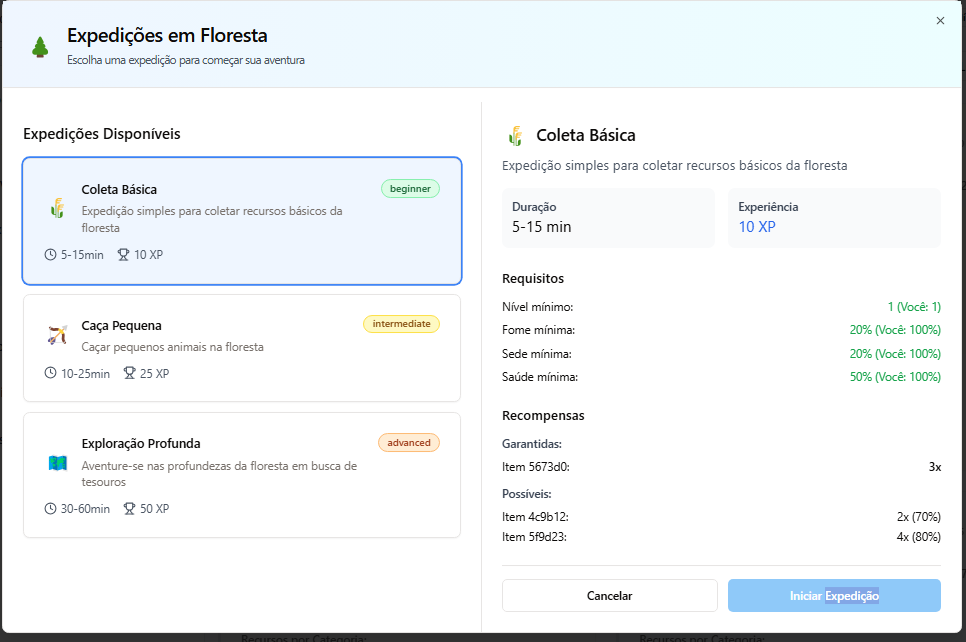 Expedições em Floresta
Escolha uma expedição para começar sua aventura
Expedições Disponíveis
Coleta Básica
beginner
Expedição simples para coletar recursos básicos da
floresta
5-15min
10 XP
Caça Pequena
intermediate
Caçar pequenos animais na floresta
10-25min
25 XP
Exploração Profunda
advanced
Aventure-se nas profundezas da floresta em busca de
tesouros
30-60min
50 XP
Coleta Básica
Expedição simples para coletar recursos básicos da floresta
Duração
5-15 min
Experiência
10 XP
Requisitos
Nível mínimo: 1 (Você: 1)
Fome mínima: 20% (Você: 100%)
Sede mínima: 20% (Você: 100%)
Saúde mínima: 50% (Você: 100%)
Recompensas
Garantidas:
Item 5673d0: 3x
Possíveis:
Item 4c9b12: 2x (70%)
Item 5f9d23: 4x (80%)
Cancelar
Iniciar Expedição
Recursos por Categoria:
Recursos por Categoria: